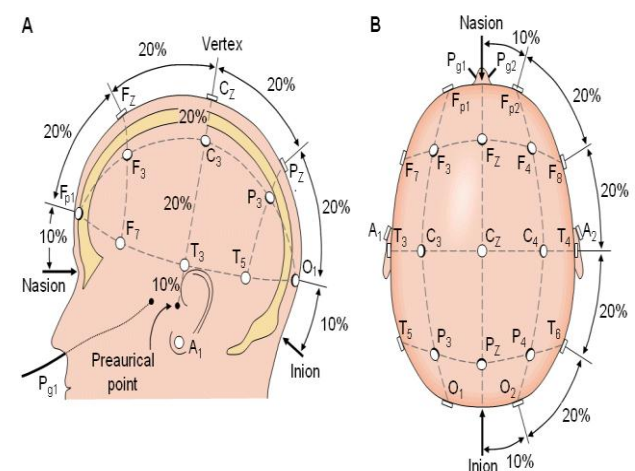 A
20%
Vertex
20%
20%
FZ
CZ
20%
20%
F3
C3
PZ
Fp1
20%
P3
20%
10%
F7
T3
T5
O1
Nasion
10%
10%
Preaurical
point
A1
Inion
Pg1
B
Nasion
10%
Pg1
Pg2
Fp1
Fp2
20%
F7
F3
FZ
F4
F8
20%
A1
T3
C3
CZ
C4
T4
A2
20%
T5
P3
PZ
P4
T6
O1
O2
20%
Inion
10%